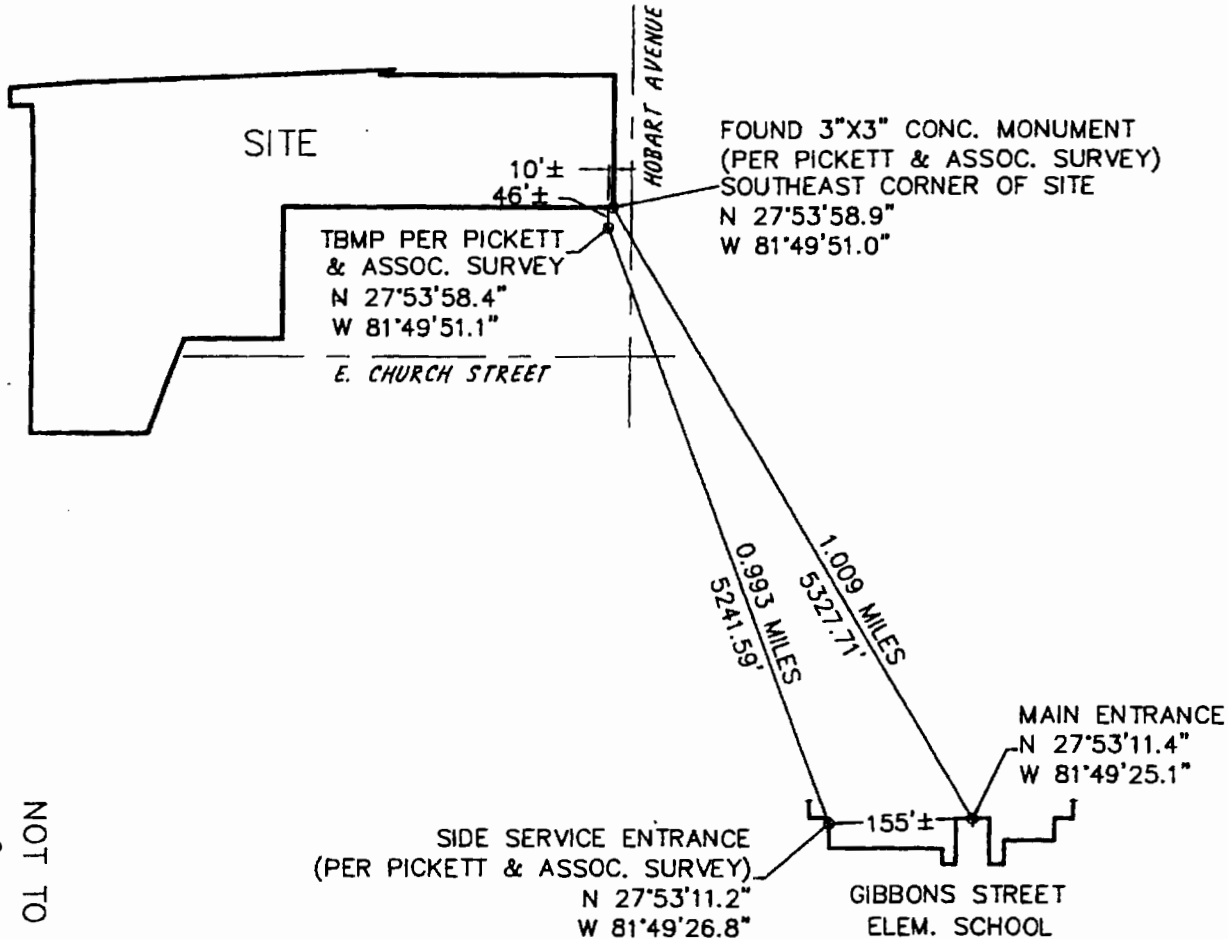 HOBART AVENUE
SITE
10'±
46'±
FOUND 3"X3" CONC. MONUMENT
(PER PICKETT & ASSOC. SURVEY)
SOUTHEAST CORNER OF SITE
N 27°53'58.9"
W 81°49'51.0"
TBMP PER PICKETT
& ASSOC. SURVEY
N 27°53'58.4"
W 81°49'51.1"
E. CHURCH STREET
0.993 MILES
5241.59'
1.009 MILES
5327.71'
MAIN ENTRANCE
N 27°53'11.4"
W 81°49'25.1"
155'±
SIDE SERVICE ENTRANCE
(PER PICKETT & ASSOC. SURVEY)
N 27°53'11.2"
W 81°49'26.8"
GIBBONS STREET
ELEM. SCHOOL
NOT TO